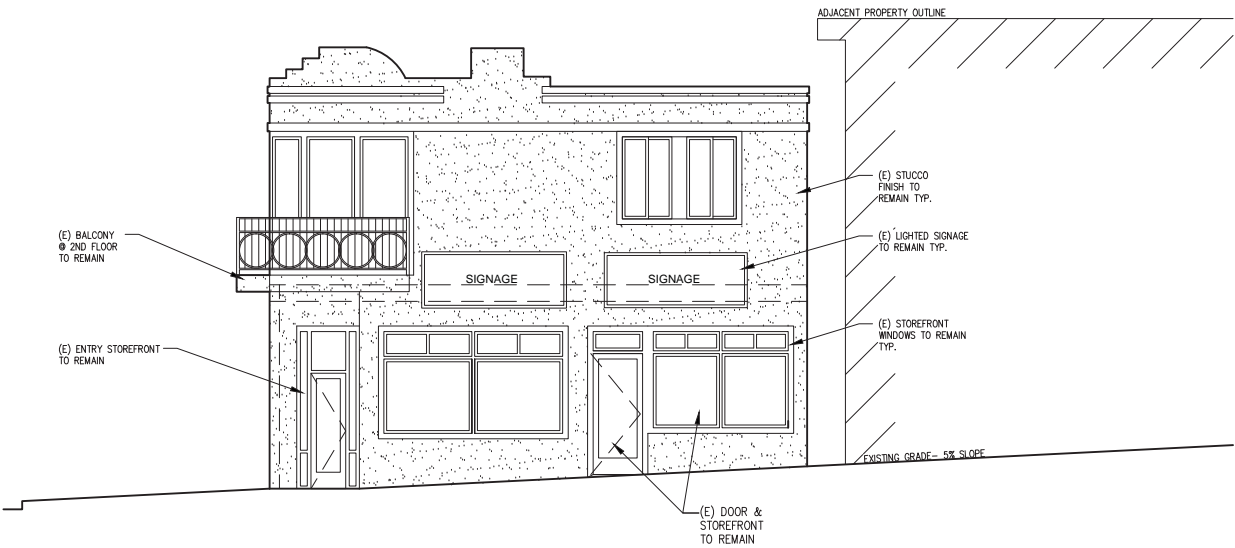 ADJACENT PROPERTY OUTLINE
(E) STUCCO
FINISH TO
REMAIN TYP.
(E) BALCONY
@ 2ND FLOOR
TO REMAIN
(E) LIGHTED SIGNAGE
TO REMAIN TYP.
SIGNAGE
SIGNAGE
(E) STOREFRONT
WINDOWS TO REMAIN
TYP.
(E) ENTRY STOREFRONT
TO REMAIN
EXISTING GRADE- 5% SLOPE
(E) DOOR &
STOREFRONT
TO REMAIN